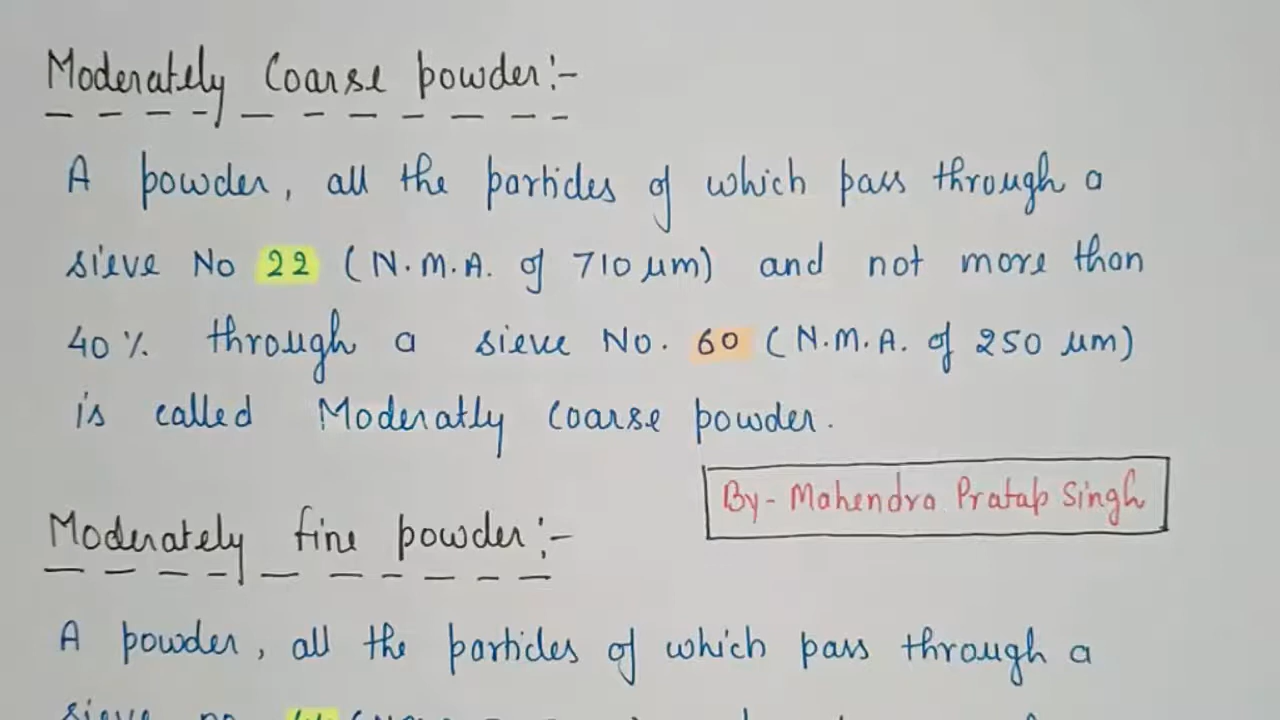 Moderately Coarse powder:-
A powder, all the particles of which pass through a
sieve No 22 (N.M.A. of 710 μm) and not more than
40% through a sieve No. 60 (N.M.A. of 250 μm)
is called Moderatly Coarse powder.
By- Mahendra Pratap Singh
Moderately fine powder:-
A powder, all the particles of which pass through a
sieve no